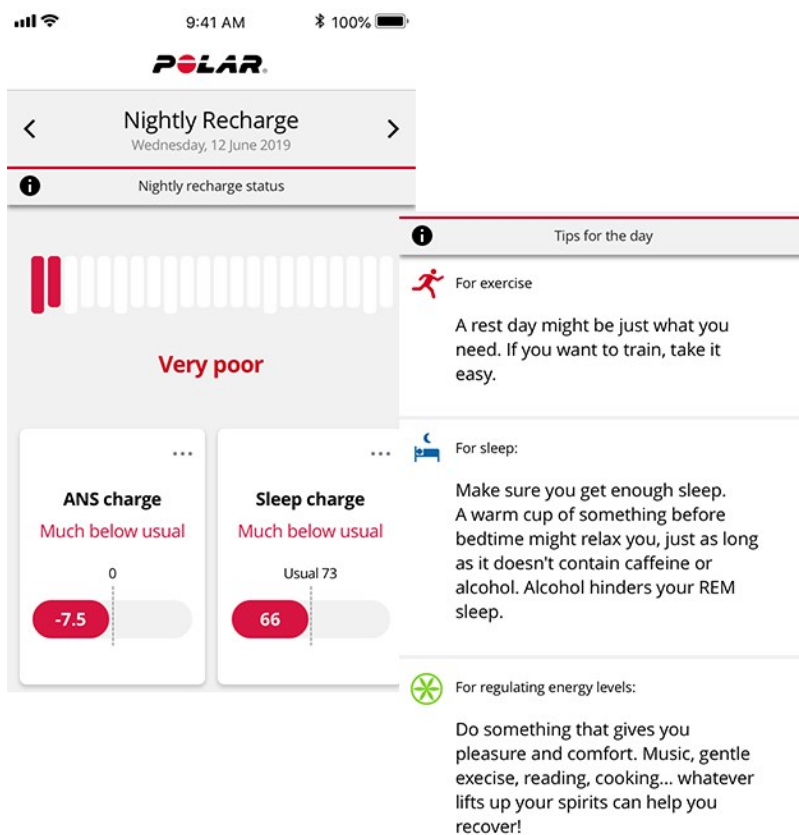 9:41 AM
100%
POLAR.
Nightly Recharge
Wednesday, 12 June 2019
Nightly recharge status
Very poor
ANS charge
Much below usual
0
-7.5
Sleep charge
Much below usual
Usual 73
66
Tips for the day
For exercise
A rest day might be just what you
need. If you want to train, take it
easy.
For sleep:
Make sure you get enough sleep.
A warm cup of something before
bedtime might relax you, just as long
as it doesn't contain caffeine or
alcohol. Alcohol hinders your REM
sleep.
For regulating energy levels:
Do something that gives you
pleasure and comfort. Music, gentle
execise, reading, cooking... whatever
lifts up your spirits can help you
recover!